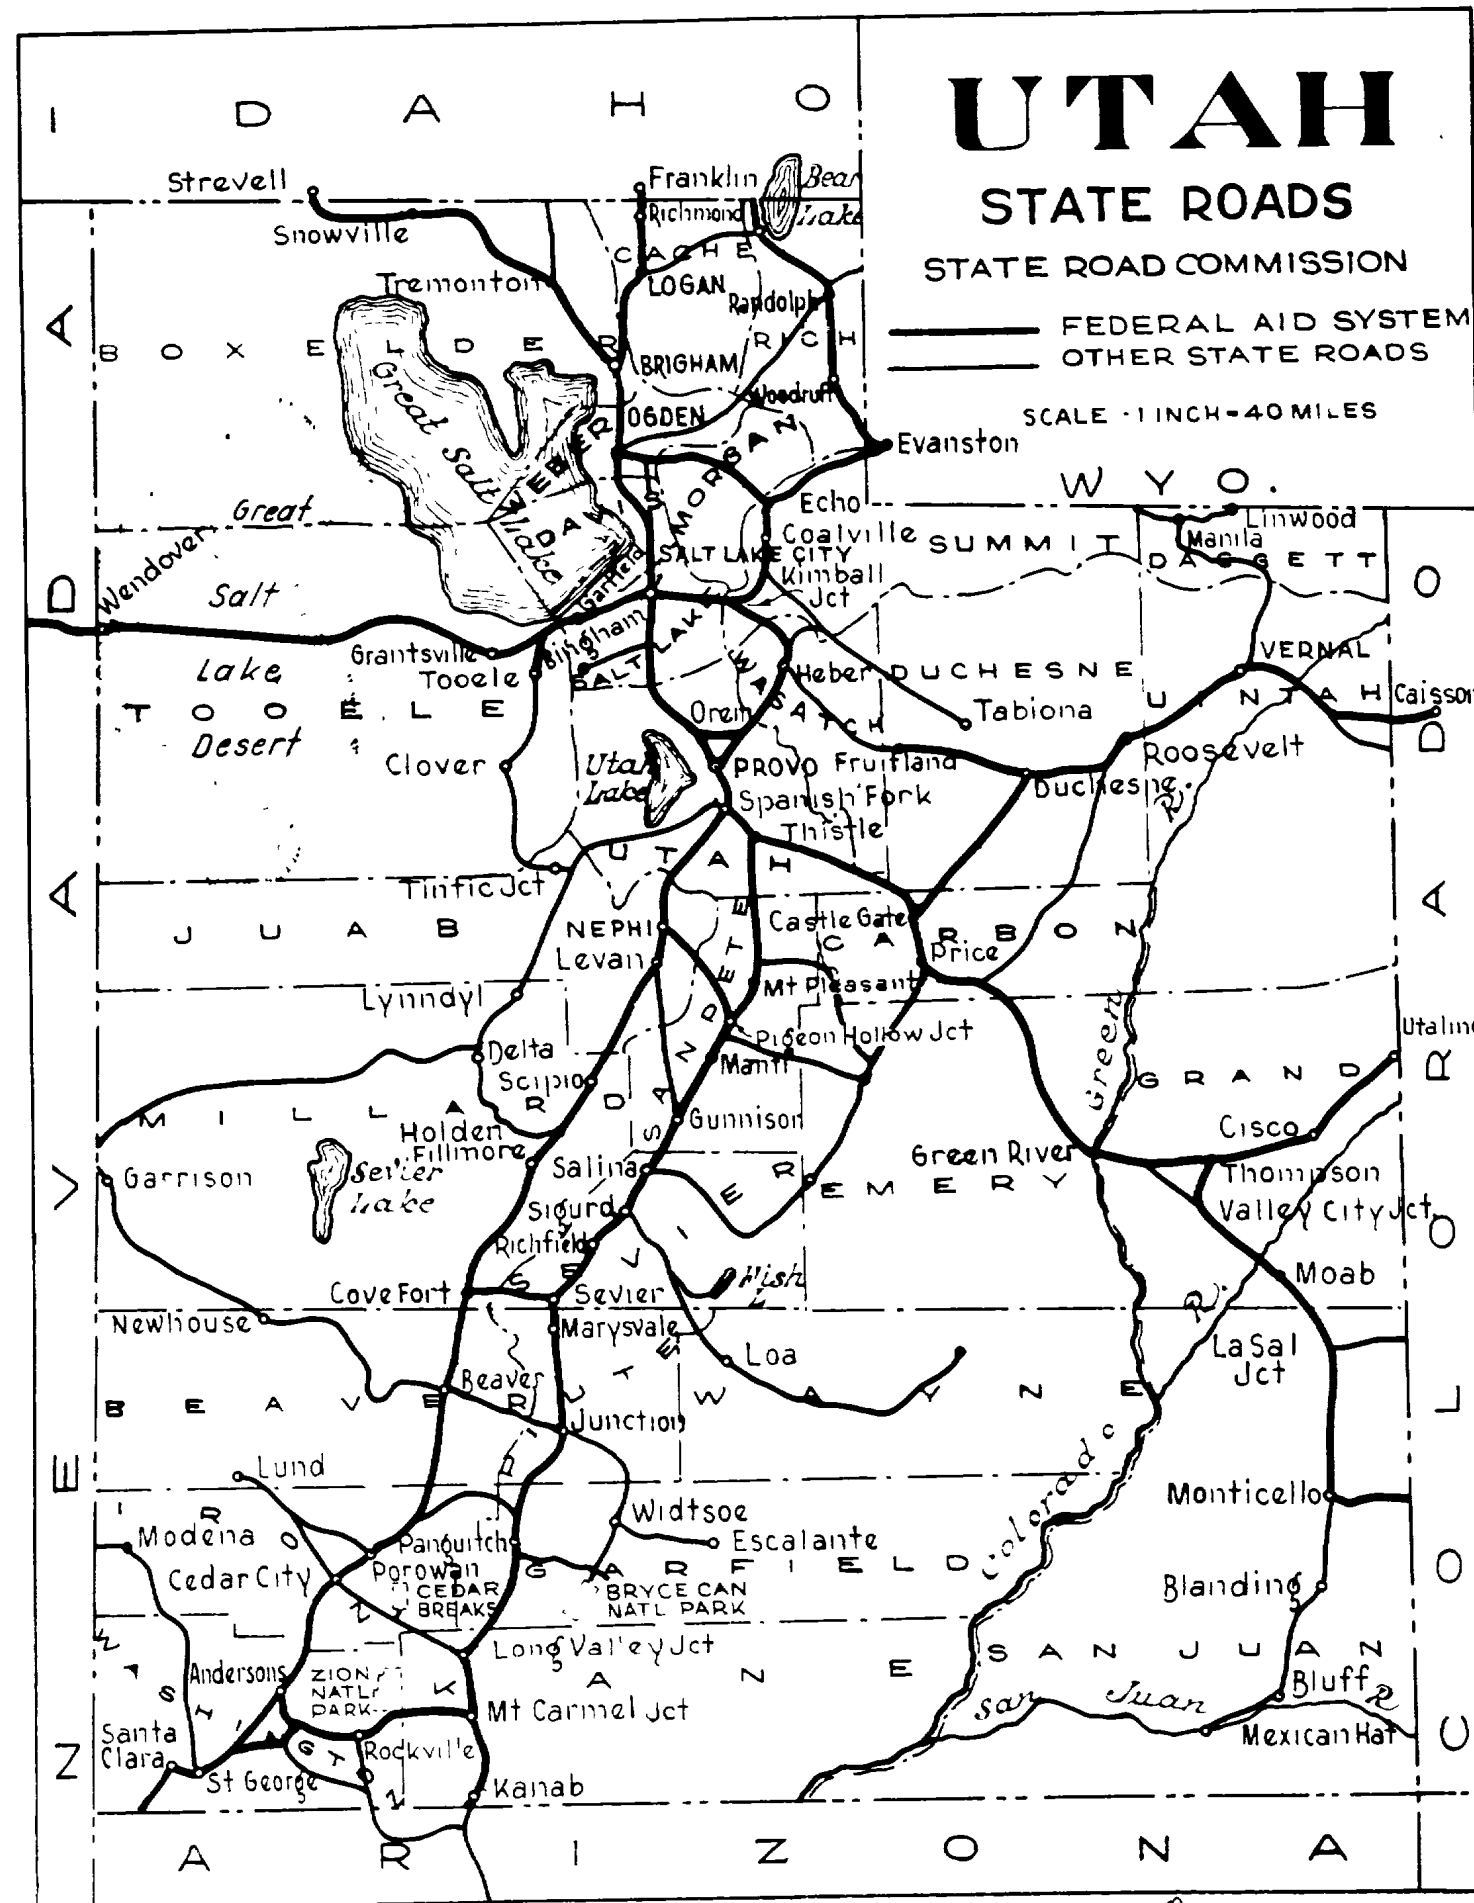 UTAH
STATE ROADS
STATE ROAD COMMISSION
FEDERAL AID SYSTEM
OTHER STATE ROADS
SCALE - 1 INCH = 40 MILES
IDAHO
Strevell
Franklin
Bear
Lake
Richmond
Snowville
CACHE
Tremonton
LOGAN
Randolph
BOXELDER
RICH
BRIGHAM
Woodruff
Great Salt Lake
WEBER
OGDEN
MORGAN
Evanston
WYO.
Echo
Linwood
Great
DAVIS
Coalville
SUMMIT
Manila
DAGGETT
SALT LAKE CITY
Wendover
Garfield
Kimball
Jct
Salt
Bingham
SALT LAKE
Grantsville
VERNAL
Lake
Tooele
WASATCH
Heber
DUCHESNE
UINTAH
Caisson
TOOELE
Orem
Tabiona
Desert
Roosevelt
Clover
Utah
Lake
PROVO
Fruitland
Duchesne
Spanish Fork
Thistle
UTAH
Tintic Jct
Castle Gate
JUAB
NEPHI
CARBON
Price
Levan
Mt Pleasant
Lynndyl
SANPETE
Pigeon Hollow Jct
Green R.
Utaline
Delta
Manti
Scipio
GRAND
MILLARD
Gunnison
Holden
Cisco
Fillmore
Green River
Salina
Thompson
Garrison
Sevier
Lake
EMERY
Valley City Jct.
Sigurd
Richfield
SEVIER
Fish
L
Moab
Cove Fort
Sevier
R.
Newhouse
Marysvale
LaSal
Jct
Loa
Beaver
PIUTE
BEAVER
WAYNE
Junction
Colorado
Lund
Monticello
IRON
Widtsoe
Modena
Panguitch
Escalante
Porowan
GARFIELD
Cedar City
CEDAR
BREAKS
BRYCE CAN
NATL PARK
Blanding
Long Valley Jct
SAN JUAN
Andersons
ZION
NATL
PARK
KANE
San Juan R
Bluff
WASHINGTON
Mt Carmel Jct
Mexican Hat
Santa
Clara
Rockville
St George
Kanab
ARIZONA
NEVADA
COLORADO